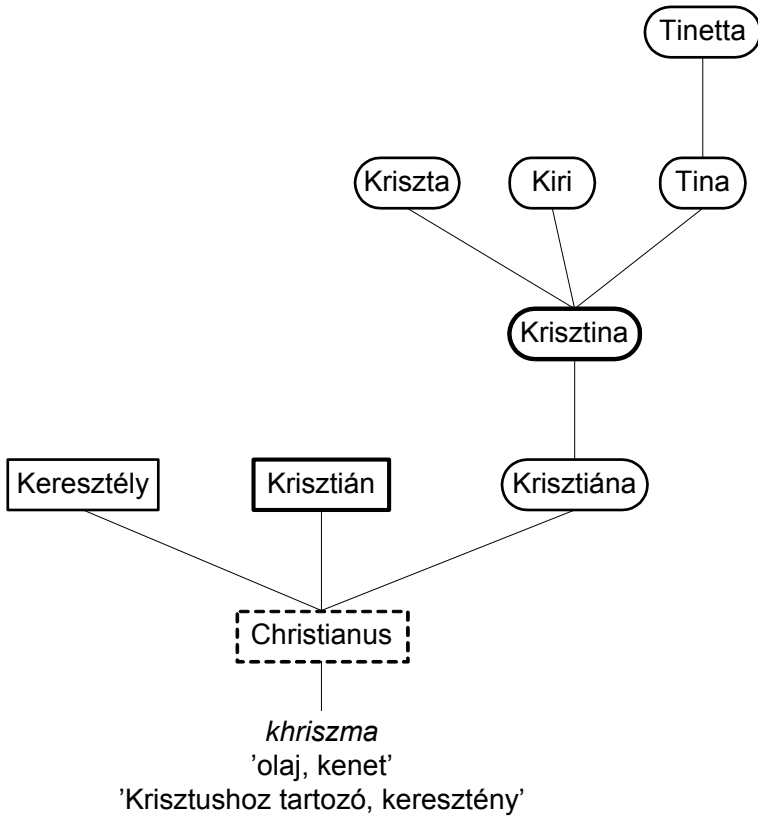 Tinetta
Kriszta
Kiri
Tina
Krisztina
Keresztély
Krisztián
Krisztiána
Christianus
khriszma
’olaj, kenet’
’Krisztushoz tartozó, keresztény’